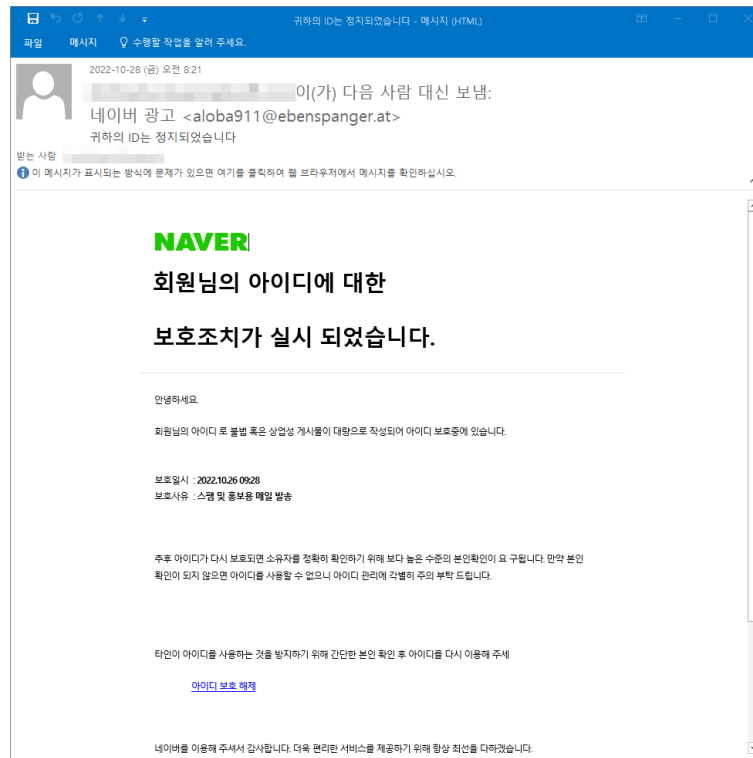 귀하의 ID는 정지되었습니다 - 메시지 (HTML)
파일 메시지 수행할 작업을 알려 주세요.
2022-10-28 (금) 오전 8:21
이(가) 다음 사람 대신 보냄:
네이버 광고 <aloba911@ebenspanger.at>
귀하의 ID는 정지되었습니다
받는 사람
이 메시지가 표시되는 방식에 문제가 있으면 여기를 클릭하여 웹 브라우저에서 메시지를 확인하십시오.
NAVER
회원님의 아이디에 대한
보호조치가 실시 되었습니다.
안녕하세요.
회원님의 아이디 로 불법 혹은 상업성 게시물이 대량으로 작성되어 아이디 보호중에 있습니다.
보호일시 : 2022.10.26 09:28
보호사유 : 스팸 및 홍보용 메일 발송
추후 아이디가 다시 보호되면 소유자를 정확히 확인하기 위해 보다 높은 수준의 본인확인이 요 구됩니다. 만약 본인
확인이 되지 않으면 아이디를 사용할 수 없으니 아이디 관리에 각별히 주의 부탁 드립니다.
타인이 아이디를 사용하는 것을 방지하기 위해 간단한 본인 확인 후 아이디를 다시 이용해 주세
아이디 보호 해제
네이버를 이용해 주셔서 감사합니다. 더욱 편리한 서비스를 제공하기 위해 항상 최선을 다하겠습니다.